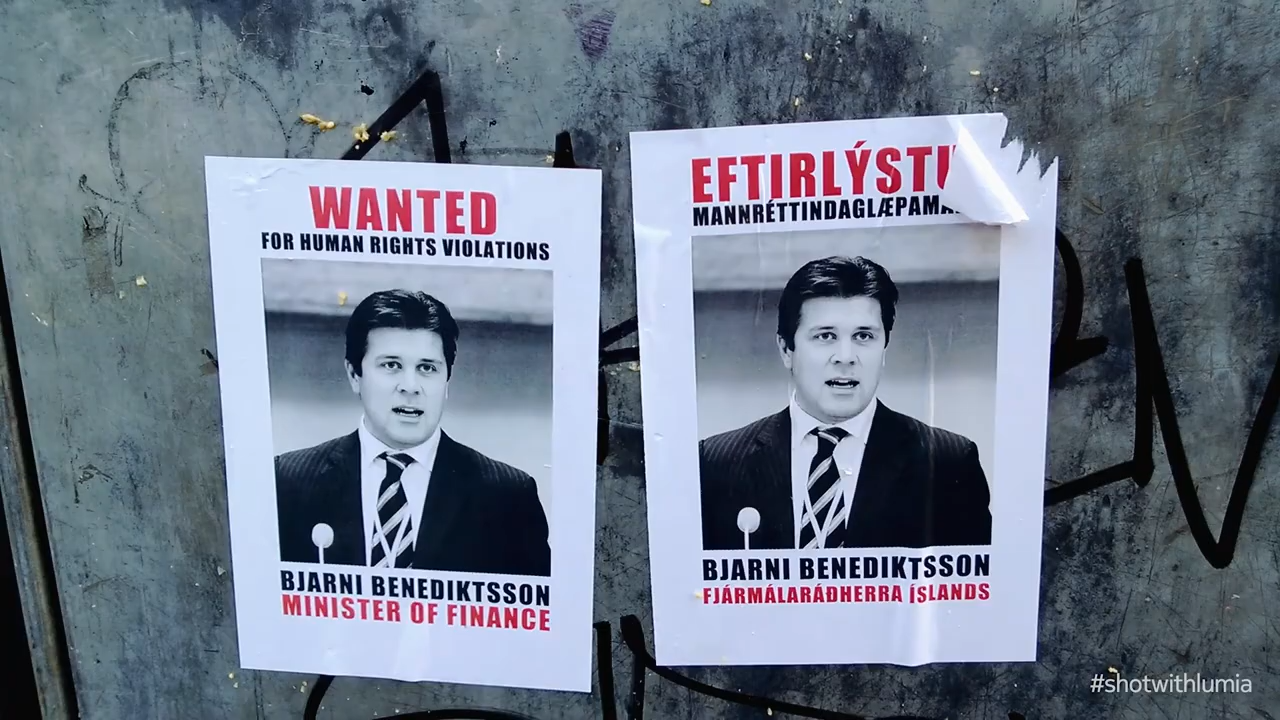 WANTED
FOR HUMAN RIGHTS VIOLATIONS
BJARNI BENEDIKTSSON
MINISTER OF FINANCE
EFTIRLÝSTU
MANNRÉTTINDAGLÆPAMA
BJARNI BENEDIKTSSON
FJÁRMÁLARÁÐHERRA ÍSLANDS
#shotwithlumia